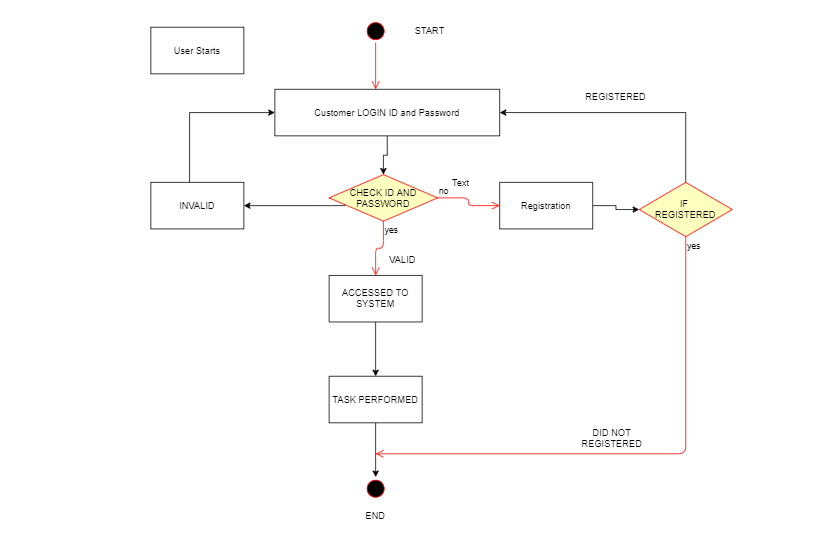 User Starts
START
REGISTERED
Customer LOGIN ID and Password
Text
no
CHECK ID AND
PASSWORD
INVALID
Registration
IF
REGISTERED
yes
yes
VALID
ACCESSED TO
SYSTEM
TASK PERFORMED
DID NOT
REGISTERED
END